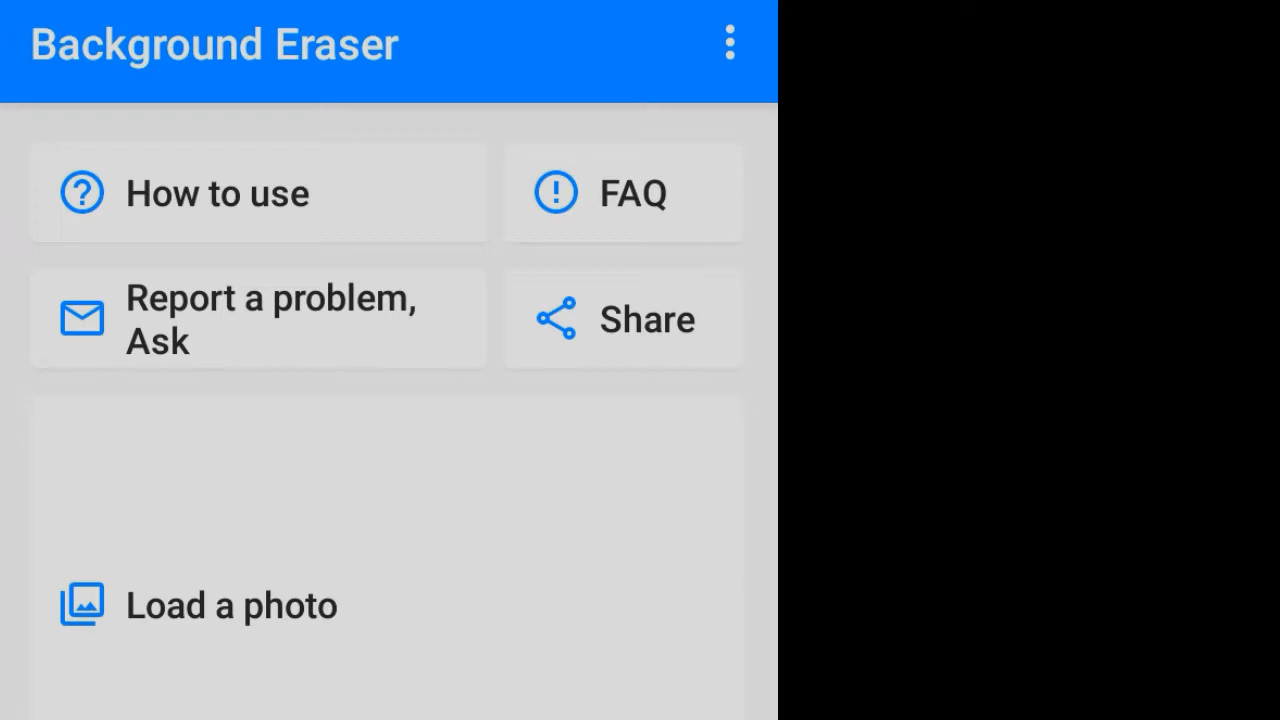 Background Eraser
How to use
FAQ
Report a problem,
Ask
Share
Load a photo